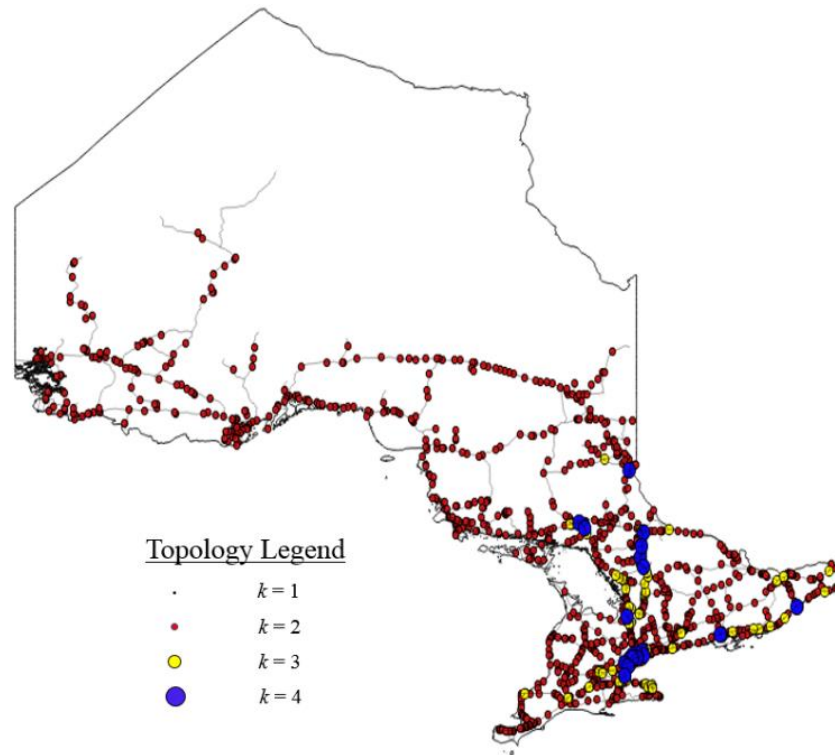 Topology Legend
k = 1
k = 2
k = 3
k = 4